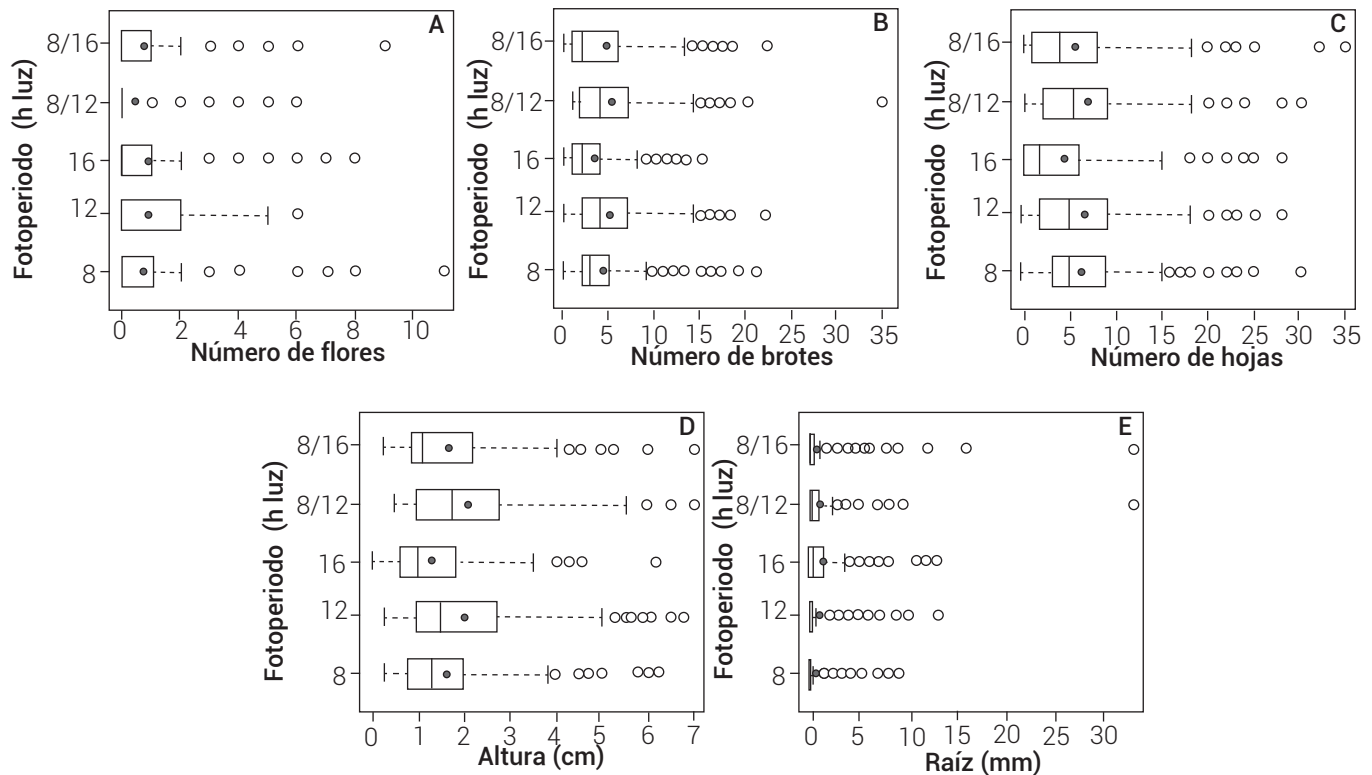 A
Fotoperiodo (h luz)
8/16
8/12
16
12
8
0 2 4 6 8 10
Número de flores
B
Fotoperiodo (h luz)
8/16
8/12
16
12
8
0 5 10 15 20 25 30 35
Número de brotes
C
Fotoperiodo (h luz)
8/16
8/12
16
12
8
0 5 10 15 20 25 30 35
Número de hojas
D
Fotoperiodo (h luz)
8/16
8/12
16
12
8
0 1 2 3 4 5 6 7
Altura (cm)
E
Fotoperiodo (h luz)
8/16
8/12
16
12
8
0 5 10 15 20 25 30
Raíz (mm)